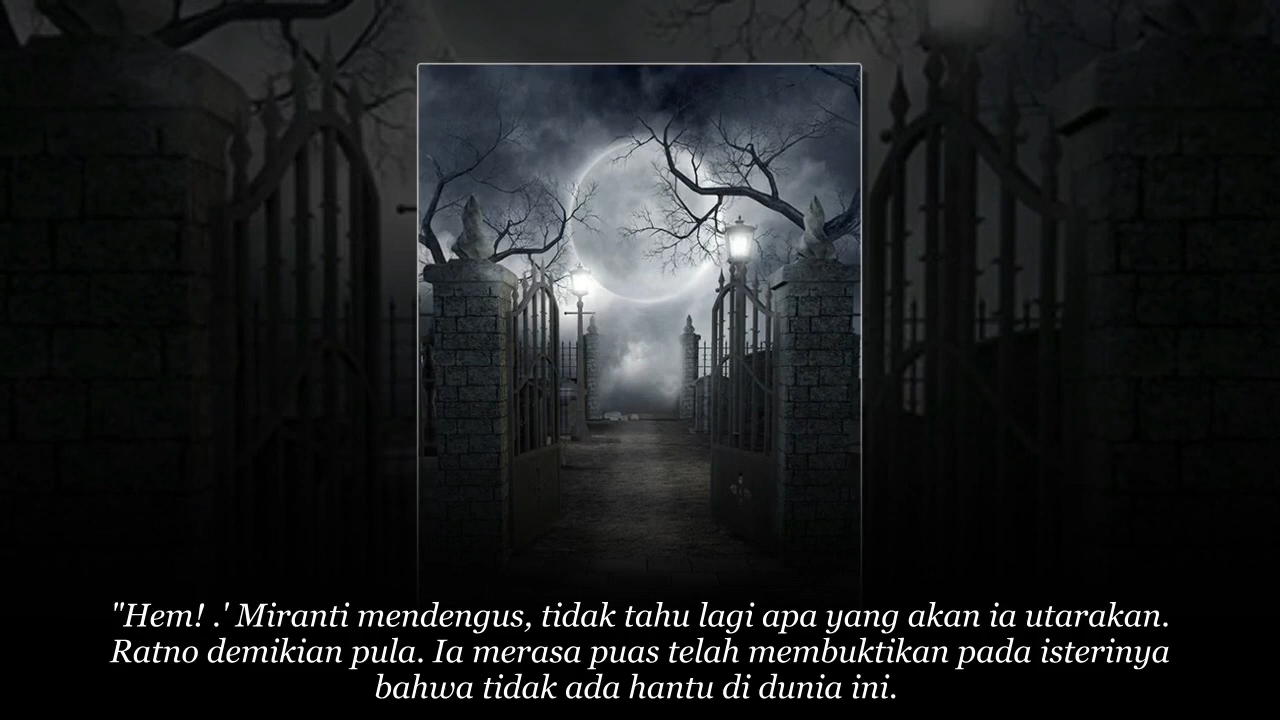 "Hem! .' Miranti mendengus, tidak tahu lagi apa yang akan ia utarakan.
Ratno demikian pula. Ia merasa puas telah membuktikan pada isterinya
bahwa tidak ada hantu di dunia ini.